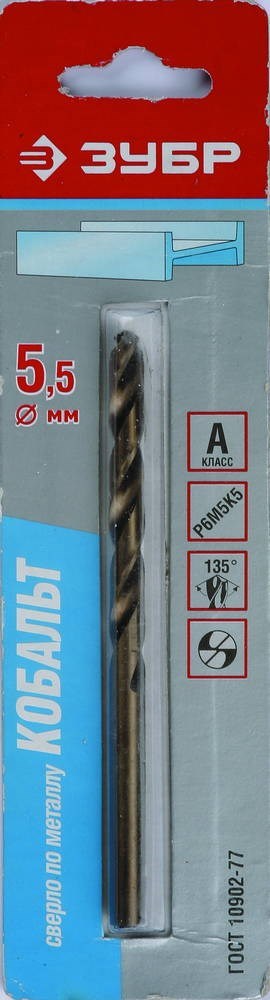 ЗУБР
5,5
Ø мм
А
КЛАСС
Р6М5К5
135°
сверло по металлу
КОБАЛЬТ
ГОСТ 10902-77